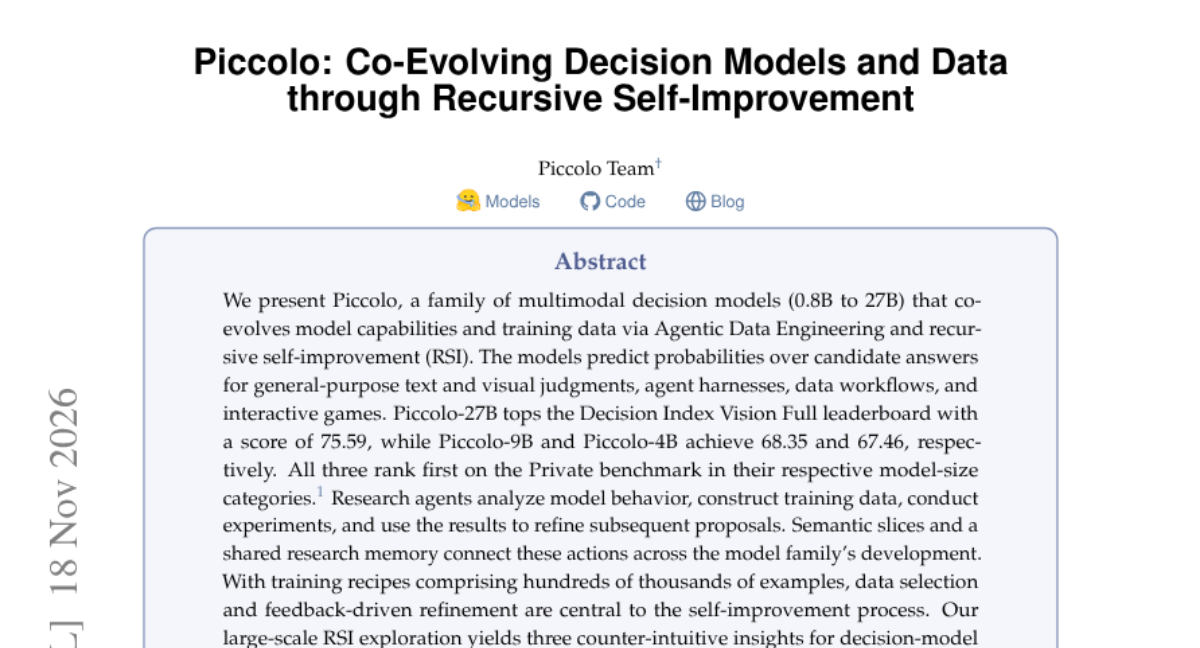 Piccolo: Co-Evolving Decision Models and Data
through Recursive Self-Improvement
Piccolo Team†
Models Code Blog
Abstract
We present Piccolo, a family of multimodal decision models (0.8B to 27B) that co-
evolves model capabilities and training data via Agentic Data Engineering and recur-
sive self-improvement (RSI). The models predict probabilities over candidate answers
for general-purpose text and visual judgments, agent harnesses, data workflows, and
interactive games. Piccolo-27B tops the Decision Index Vision Full leaderboard with
a score of 75.59, while Piccolo-9B and Piccolo-4B achieve 68.35 and 67.46, respec-
tively. All three rank first on the Private benchmark in their respective model-size
categories.1 Research agents analyze model behavior, construct training data, conduct
experiments, and use the results to refine subsequent proposals. Semantic slices and a
shared research memory connect these actions across the model family's development.
With training recipes comprising hundreds of thousands of examples, data selection
and feedback-driven refinement are central to the self-improvement process. Our
large-scale RSI exploration yields three counter-intuitive insights for decision-model
] 18 Nov 2026